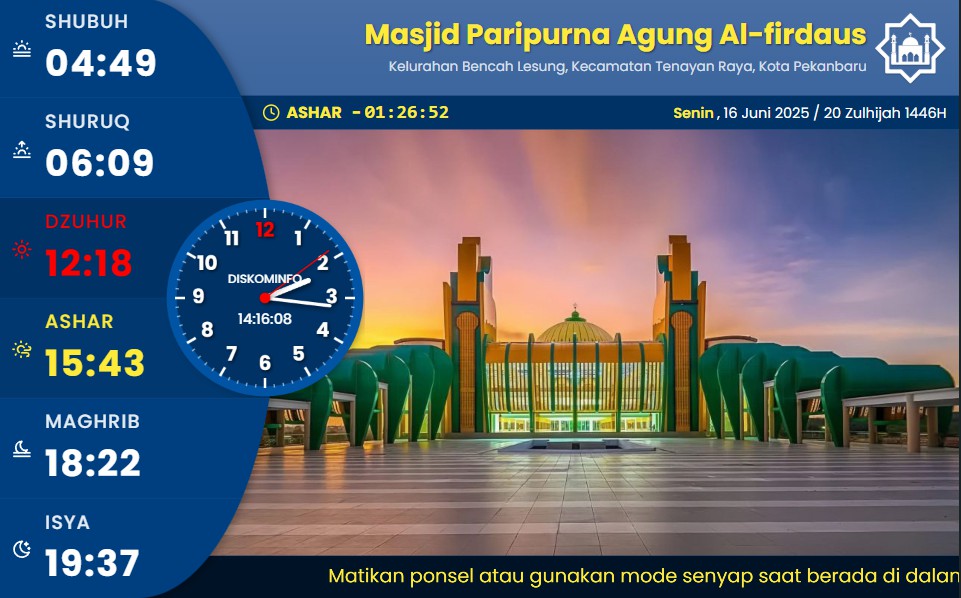 SHUBUH
04:49
SHURUQ
06:09
DZUHUR
12:18
ASHAR
15:43
MAGHRIB
18:22
ISYA
19:37
Masjid Paripurna Agung Al-firdaus
Kelurahan Bencah Lesung, Kecamatan Tenayan Raya, Kota Pekanbaru
ASHAR -01:26:52
Senin, 16 Juni 2025 / 20 Zulhijah 1446H
12
1
2
3
4
5
6
7
8
9
10
11
DISKOMINFO
14:16:08
Matikan ponsel atau gunakan mode senyap saat berada di dalan